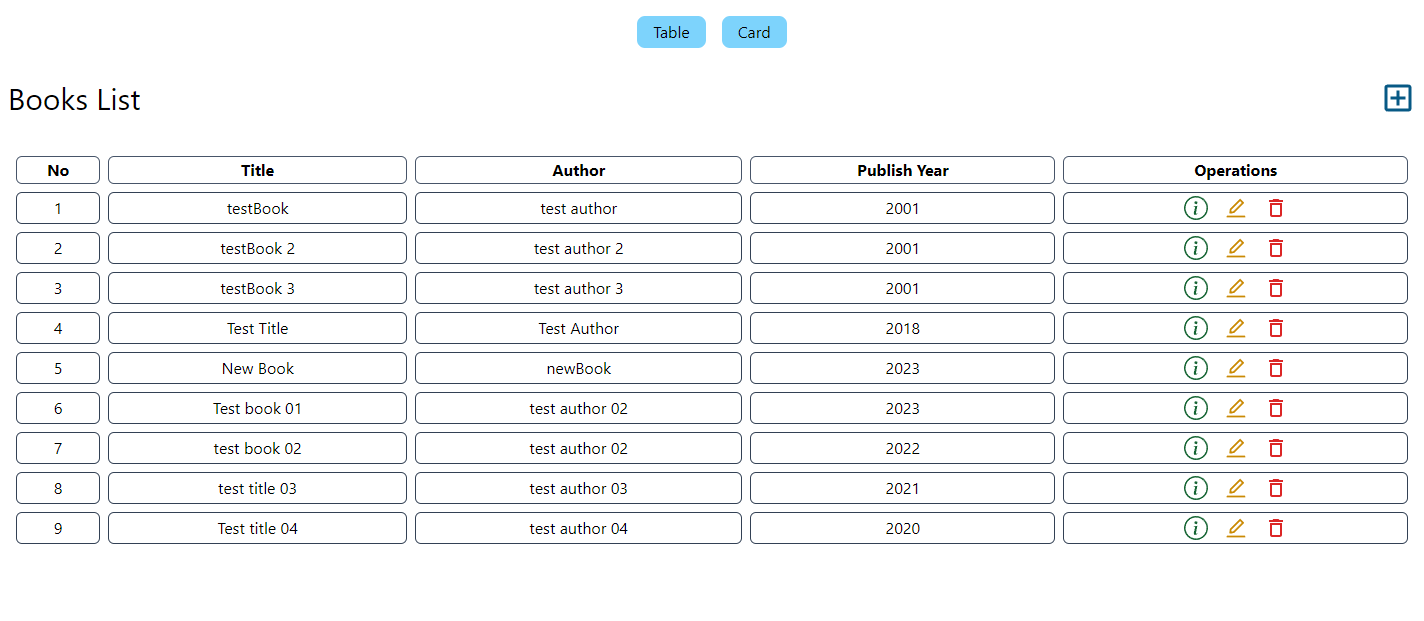 Table Card
Books List
No Title Author Publish Year Operations
1 testBook test author 2001
2 testBook 2 test author 2 2001
3 testBook 3 test author 3 2001
4 Test Title Test Author 2018
5 New Book newBook 2023
6 Test book 01 test author 02 2023
7 test book 02 test author 02 2022
8 test title 03 test author 03 2021
9 Test title 04 test author 04 2020